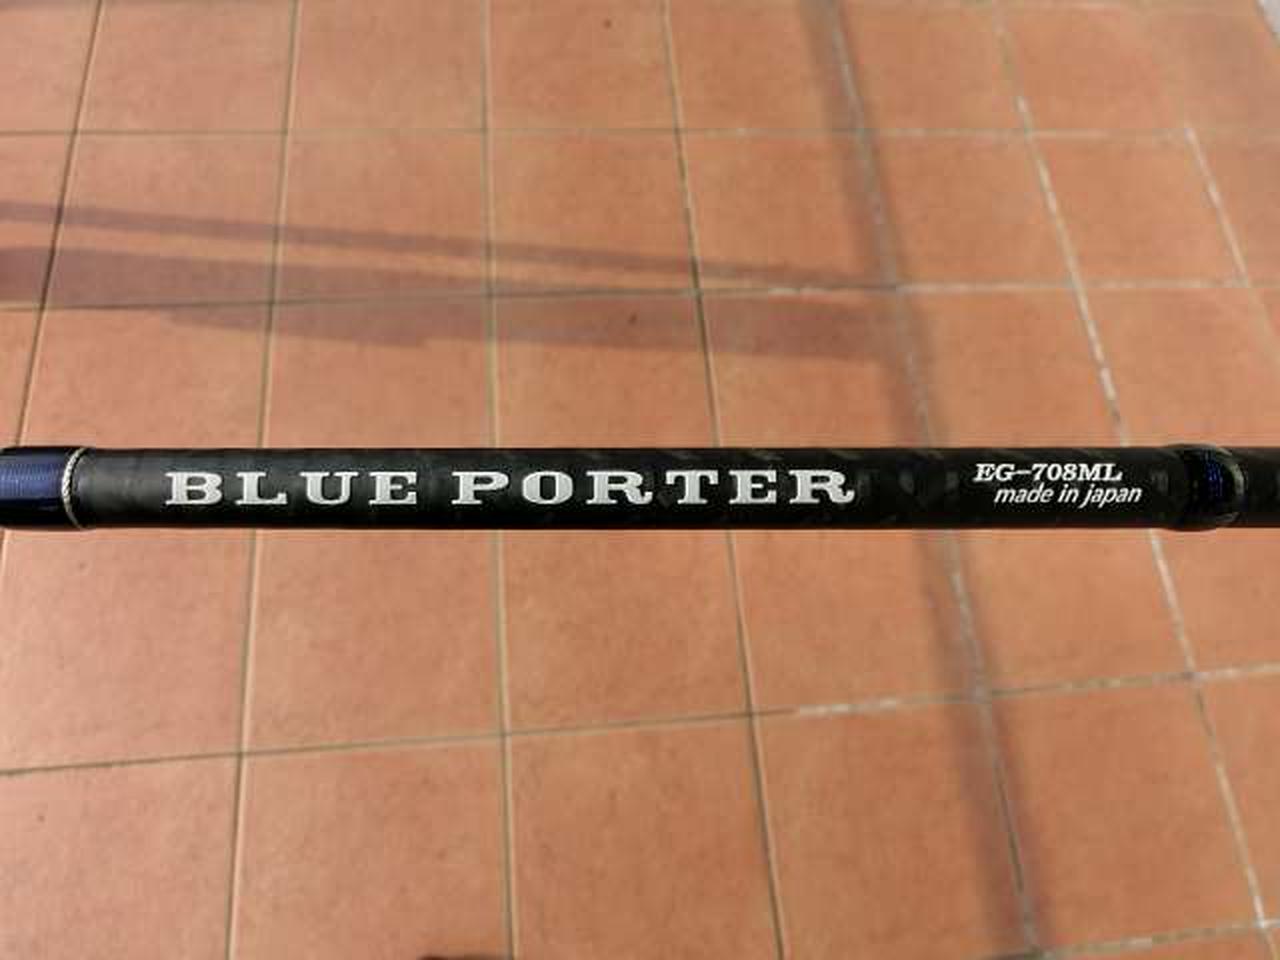 BLUE PORTER
EG-708ML
made in japan